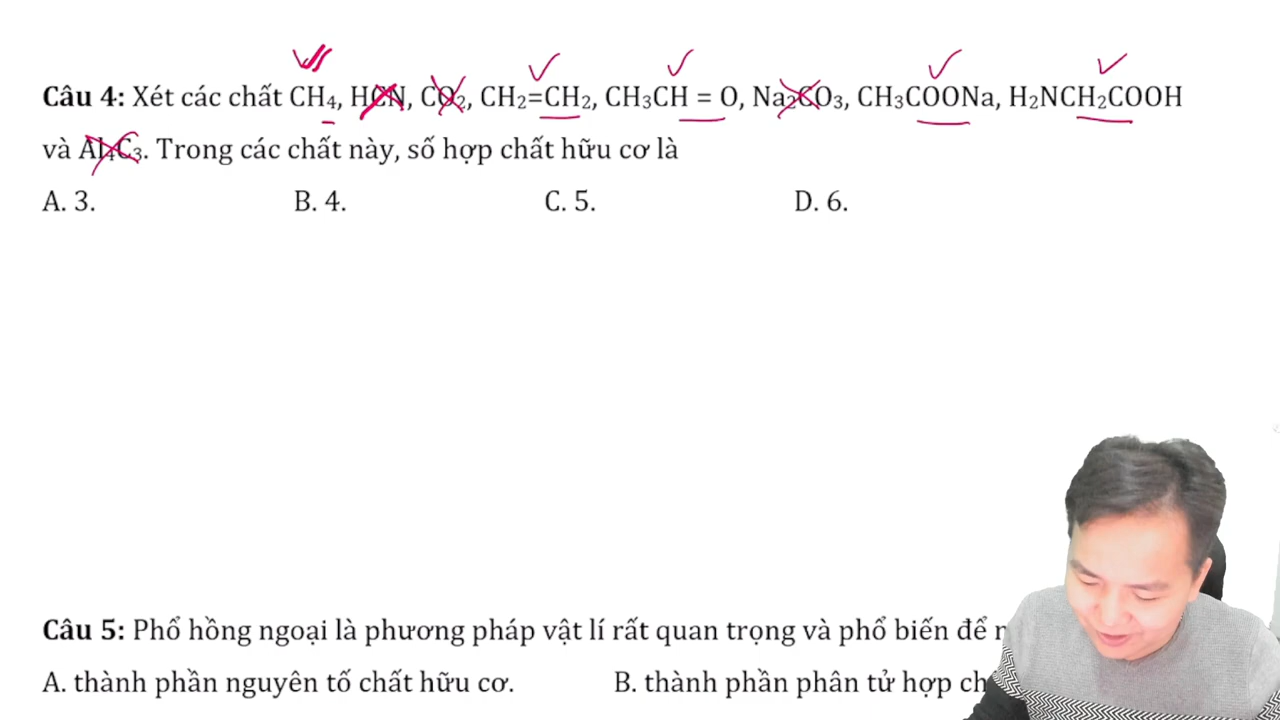 Câu 4: Xét các chất CH₄, HCN, CO₂, CH₂=CH₂, CH₃CH = O, Na₂CO₃, CH₃COONa, H₂NCH₂COOH
và Al₄C₃. Trong các chất này, số hợp chất hữu cơ là
A. 3. B. 4. C. 5. D. 6.
Câu 5: Phổ hồng ngoại là phương pháp vật lí rất quan trọng và phổ biến để
A. thành phần nguyên tố chất hữu cơ. B. thành phần phân tử hợp